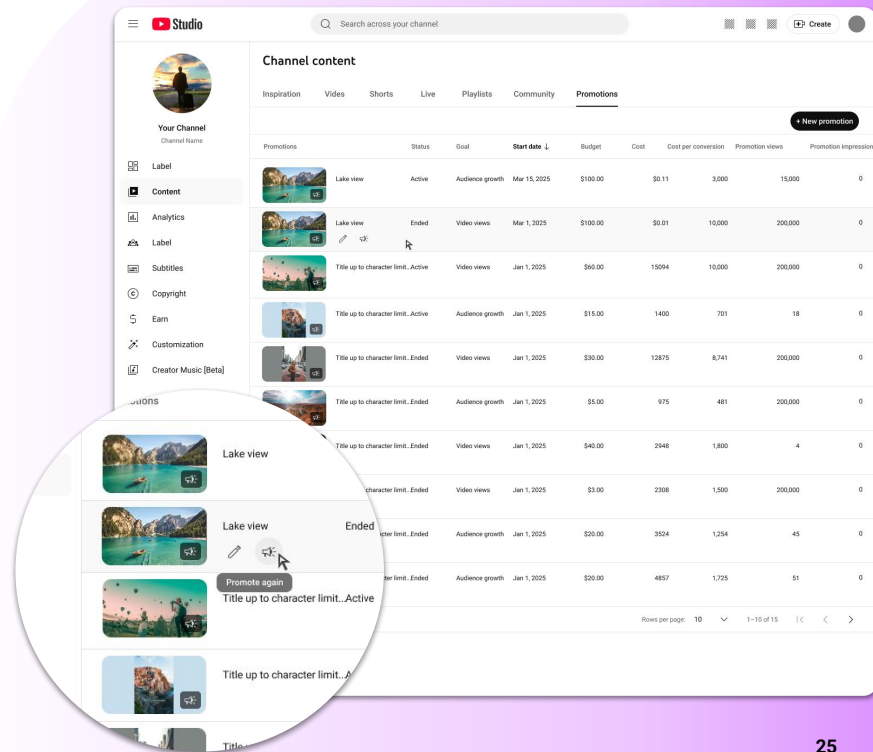 Studio
Search across your channel
Create
Channel content
Inspiration Vides Shorts Live Playlists Community Promotions
Your Channel
Channel Name
+ New promotion
Promotions Status Goal Start date ↓ Budget Cost Cost per conversion Promotion views Promotion impression
Label
Content
Analytics
Label
Subtitles
Copyright
Earn
Customization
Creator Music [Beta]
Lake view Active Audience growth Mar 15, 2025 $100.00 $0.11 3,000 15,000 0
Lake view Ended Video views Mar 1, 2025 $100.00 $0.01 10,000 200,000 0
Title up to character limit...Active Video views Jan 1, 2025 $60.00 15094 10,000 200,000 0
Title up to character limit...Active Audience growth Jan 1, 2025 $15.00 1400 701 18 0
Title up to character limit...Ended Video views Jan 1, 2025 $30.00 12875 8,741 200,000 0
Title up to character limit...Ended Audience growth Jan 1, 2025 $5.00 975 481 200,000 0
Title up to character limit...Ended Video views Jan 1, 2025 $40.00 2948 1,800 4 0
character limit...Ended Video views Jan 1, 2025 $3.00 2308 1,500 200,000 0
limit...Ended Audience growth Jan 1, 2025 $20.00 3524 1,254 45 0
limit...Ended Audience growth Jan 1, 2025 $20.00 4857 1,725 51 0
Rows per page: 10 1–10 of 15
Lake view
Lake view Ended
Promote again
Title up to character limit...Active
Title up to character limit...
25